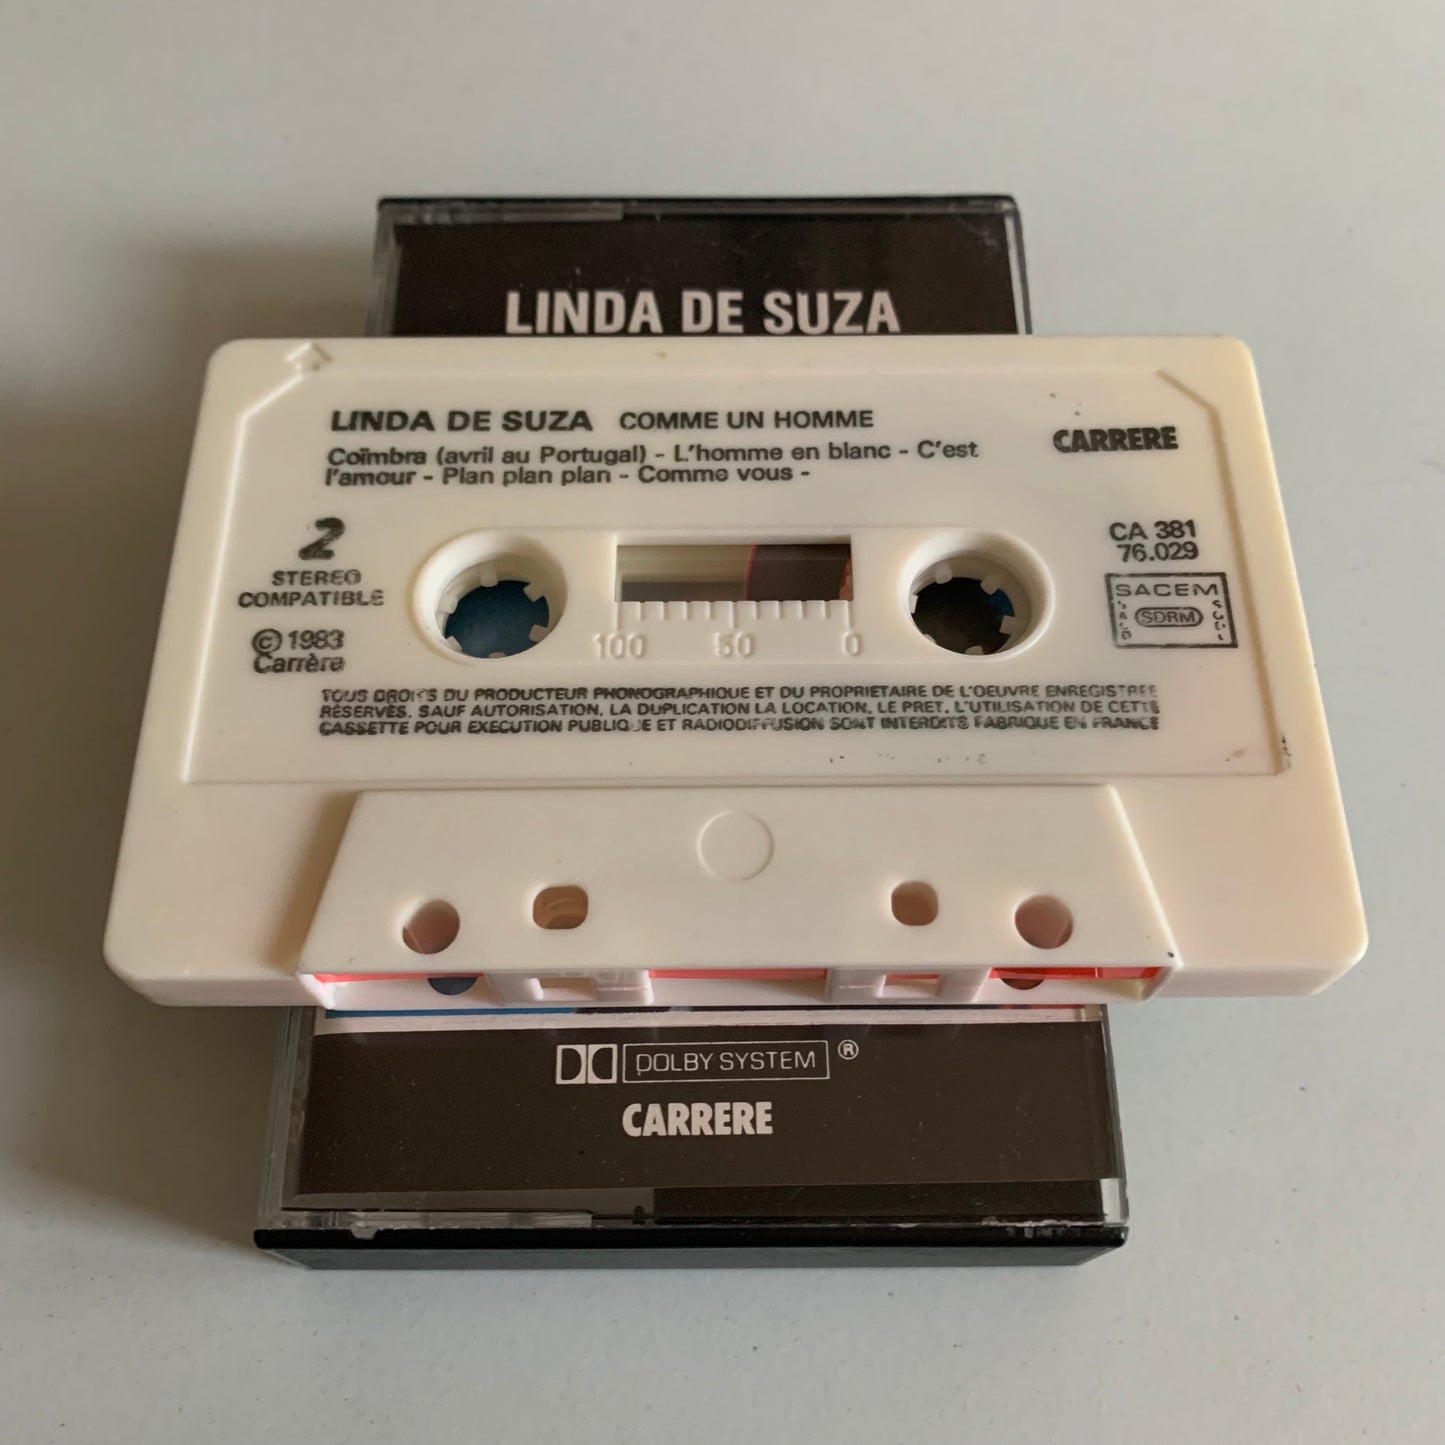 LINDA DE SUZA
LINDA DE SUZA COMME UN HOMME
CARRERE
Coïmbra (avril au Portugal) - L'homme en blanc - C'est
l'amour - Plan plan plan - Comme vous -
2
STEREO
COMPATIBLE
© 1983
Carrère
CA 381
76.029
SACEM
SDRM
100 50 0
TOUS DROITS DU PRODUCTEUR PHONOGRAPHIQUE ET DU PROPRIETAIRE DE L'OEUVRE ENREGISTREE
RÉSERVÉS. SAUF AUTORISATION, LA DUPLICATION LA LOCATION, LE PRET, L'UTILISATION DE CETTE
CASSETTE POUR EXECUTION PUBLIQUE ET RADIODIFFUSION SONT INTERDITS FABRIQUE EN FRANCE
DOLBY SYSTEM ®
CARRERE